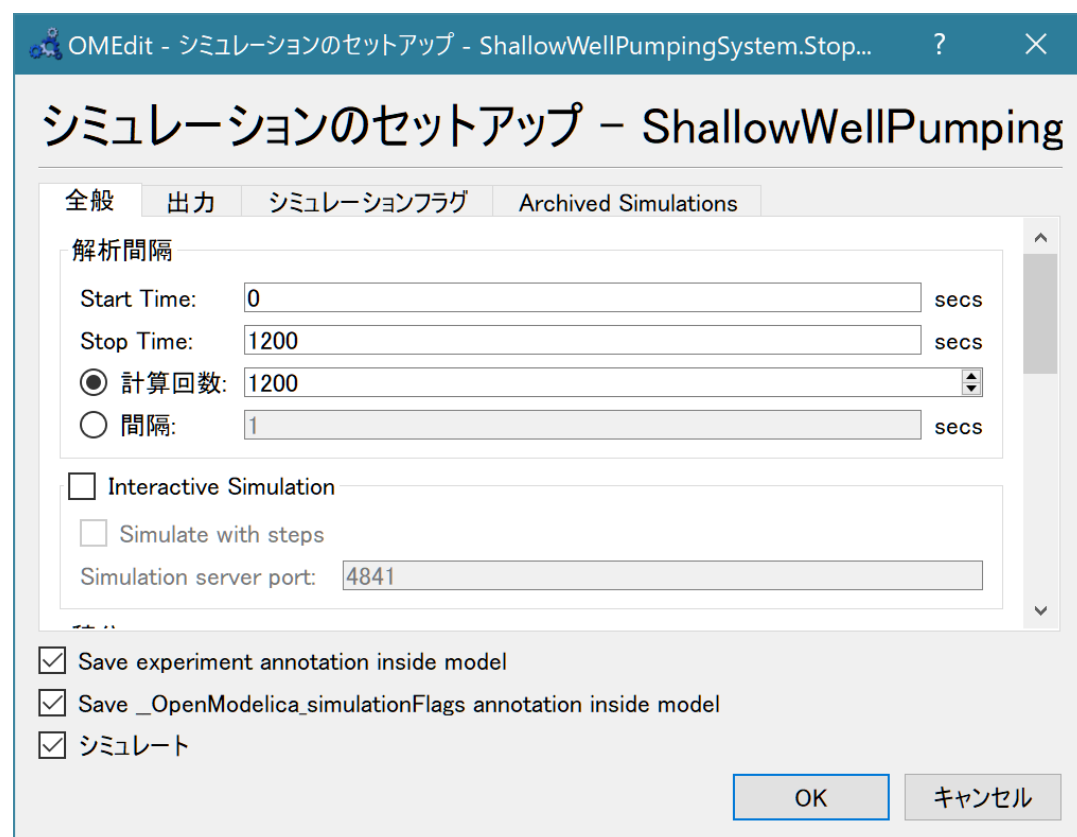 OMEdit - シミュレーションのセットアップ - ShallowWellPumpingSystem.Stop... ? ×
シミュレーションのセットアップ - ShallowWellPumping
全般 出力 シミュレーションフラグ Archived Simulations
解析間隔
Start Time: 0 secs
Stop Time: 1200 secs
計算回数: 1200
間隔: 1 secs
Interactive Simulation
Simulate with steps
Simulation server port: 4841
Save experiment annotation inside model
Save _OpenModelica_simulationFlags annotation inside model
シミュレート
OK キャンセル